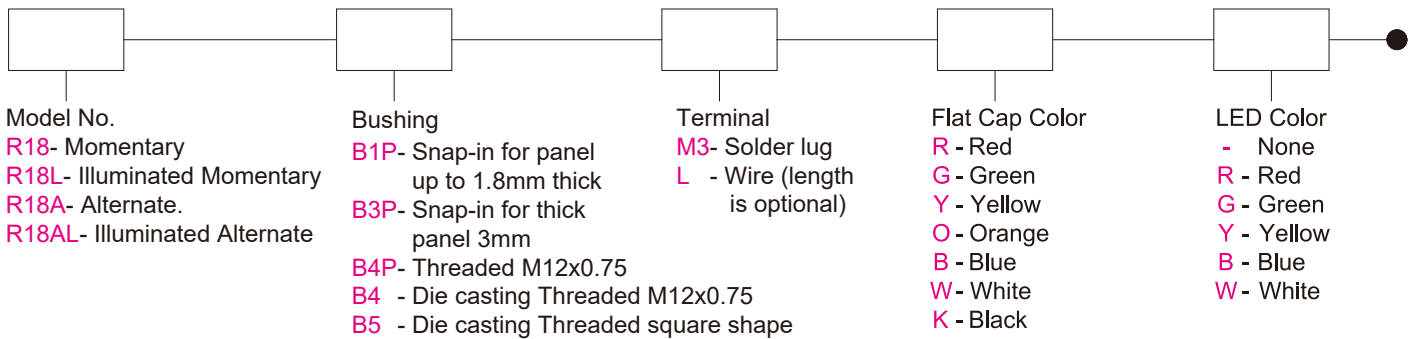 Model No.
R18- Momentary
R18L- Illuminated Momentary
R18A- Alternate.
R18AL- Illuminated Alternate
Bushing
B1P- Snap-in for panel
up to 1.8mm thick
B3P- Snap-in for thick
panel 3mm
B4P- Threaded M12x0.75
B4 - Die casting Threaded M12x0.75
B5 - Die casting Threaded square shape
Terminal
M3- Solder lug
L - Wire (length
is optional)
Flat Cap Color
R - Red
G - Green
Y - Yellow
O - Orange
B - Blue
W - White
K - Black
LED Color
- None
R - Red
G - Green
Y - Yellow
B - Blue
W - White